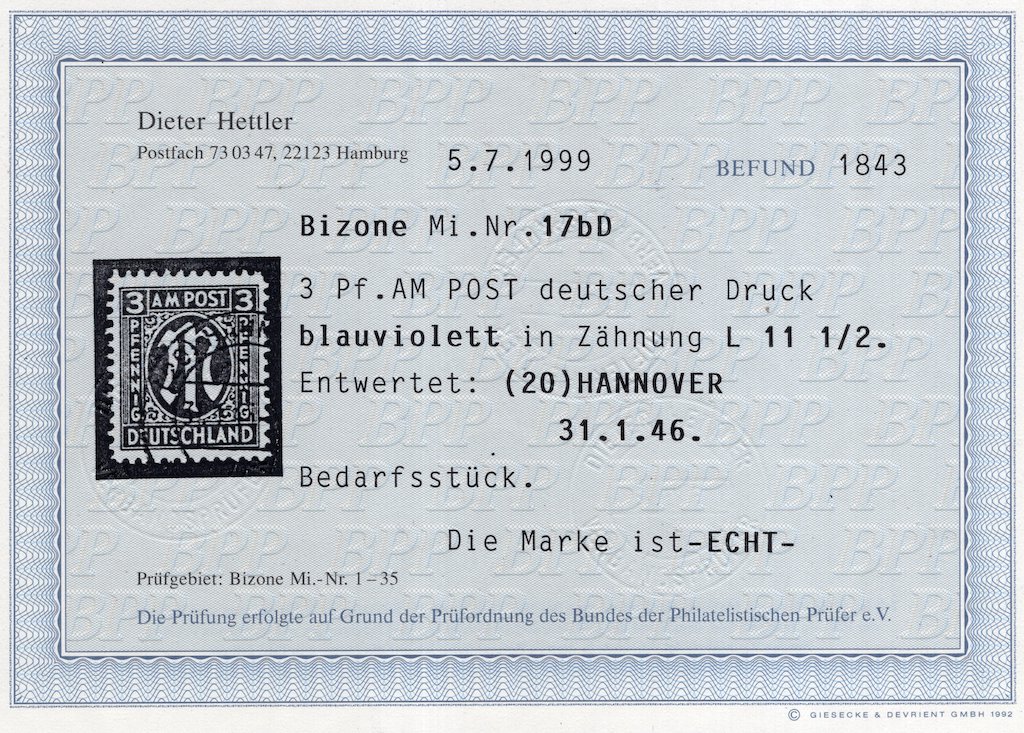 Dieter Hettler
Postfach 73 03 47, 22123 Hamburg
5.7.1999
BEFUND 1843
Bizone Mi.Nr.17bD
3 AM POST 3
PFENNIG
PFENNIG
DEUTSCHLAND
3 Pf.AM POST deutscher Druck
blauviolett in Zähnung L 11 1/2.
Entwertet: (20)HANNOVER
31.1.46.
Bedarfsstück.
Die Marke ist-ECHT-
Prüfgebiet: Bizone Mi.-Nr. 1–35
Die Prüfung erfolgte auf Grund der Prüfordnung des Bundes der Philatelistischen Prüfer e.V.
© GIESECKE & DEVRIENT GMBH 1992
BPP